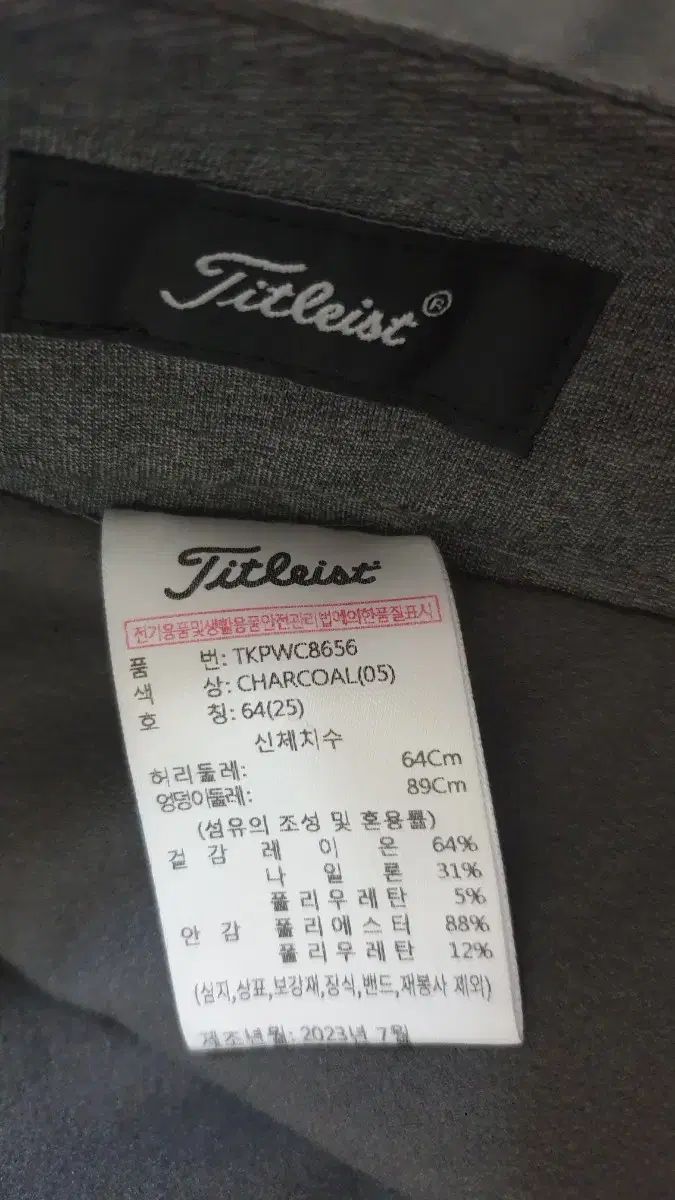 Titleist®
Titleist
전기용품및생활용품안전관리법에의한품질표시
품 번: TKPWC8656
색 상: CHARCOAL(05)
호 칭: 64(25)
신체치수
허리둘레: 64Cm
엉덩이둘레: 89Cm
(섬유의 조성 및 혼용률)
겉 감 레 이 온 64%
나 일 론 31%
폴 리 우 레 탄 5%
안 감 폴 리 에 스 터 88%
폴 리 우 레 탄 12%
(심지,상표,보강재,장식,밴드,재봉사 제외)
제조년월: 2023년 7월